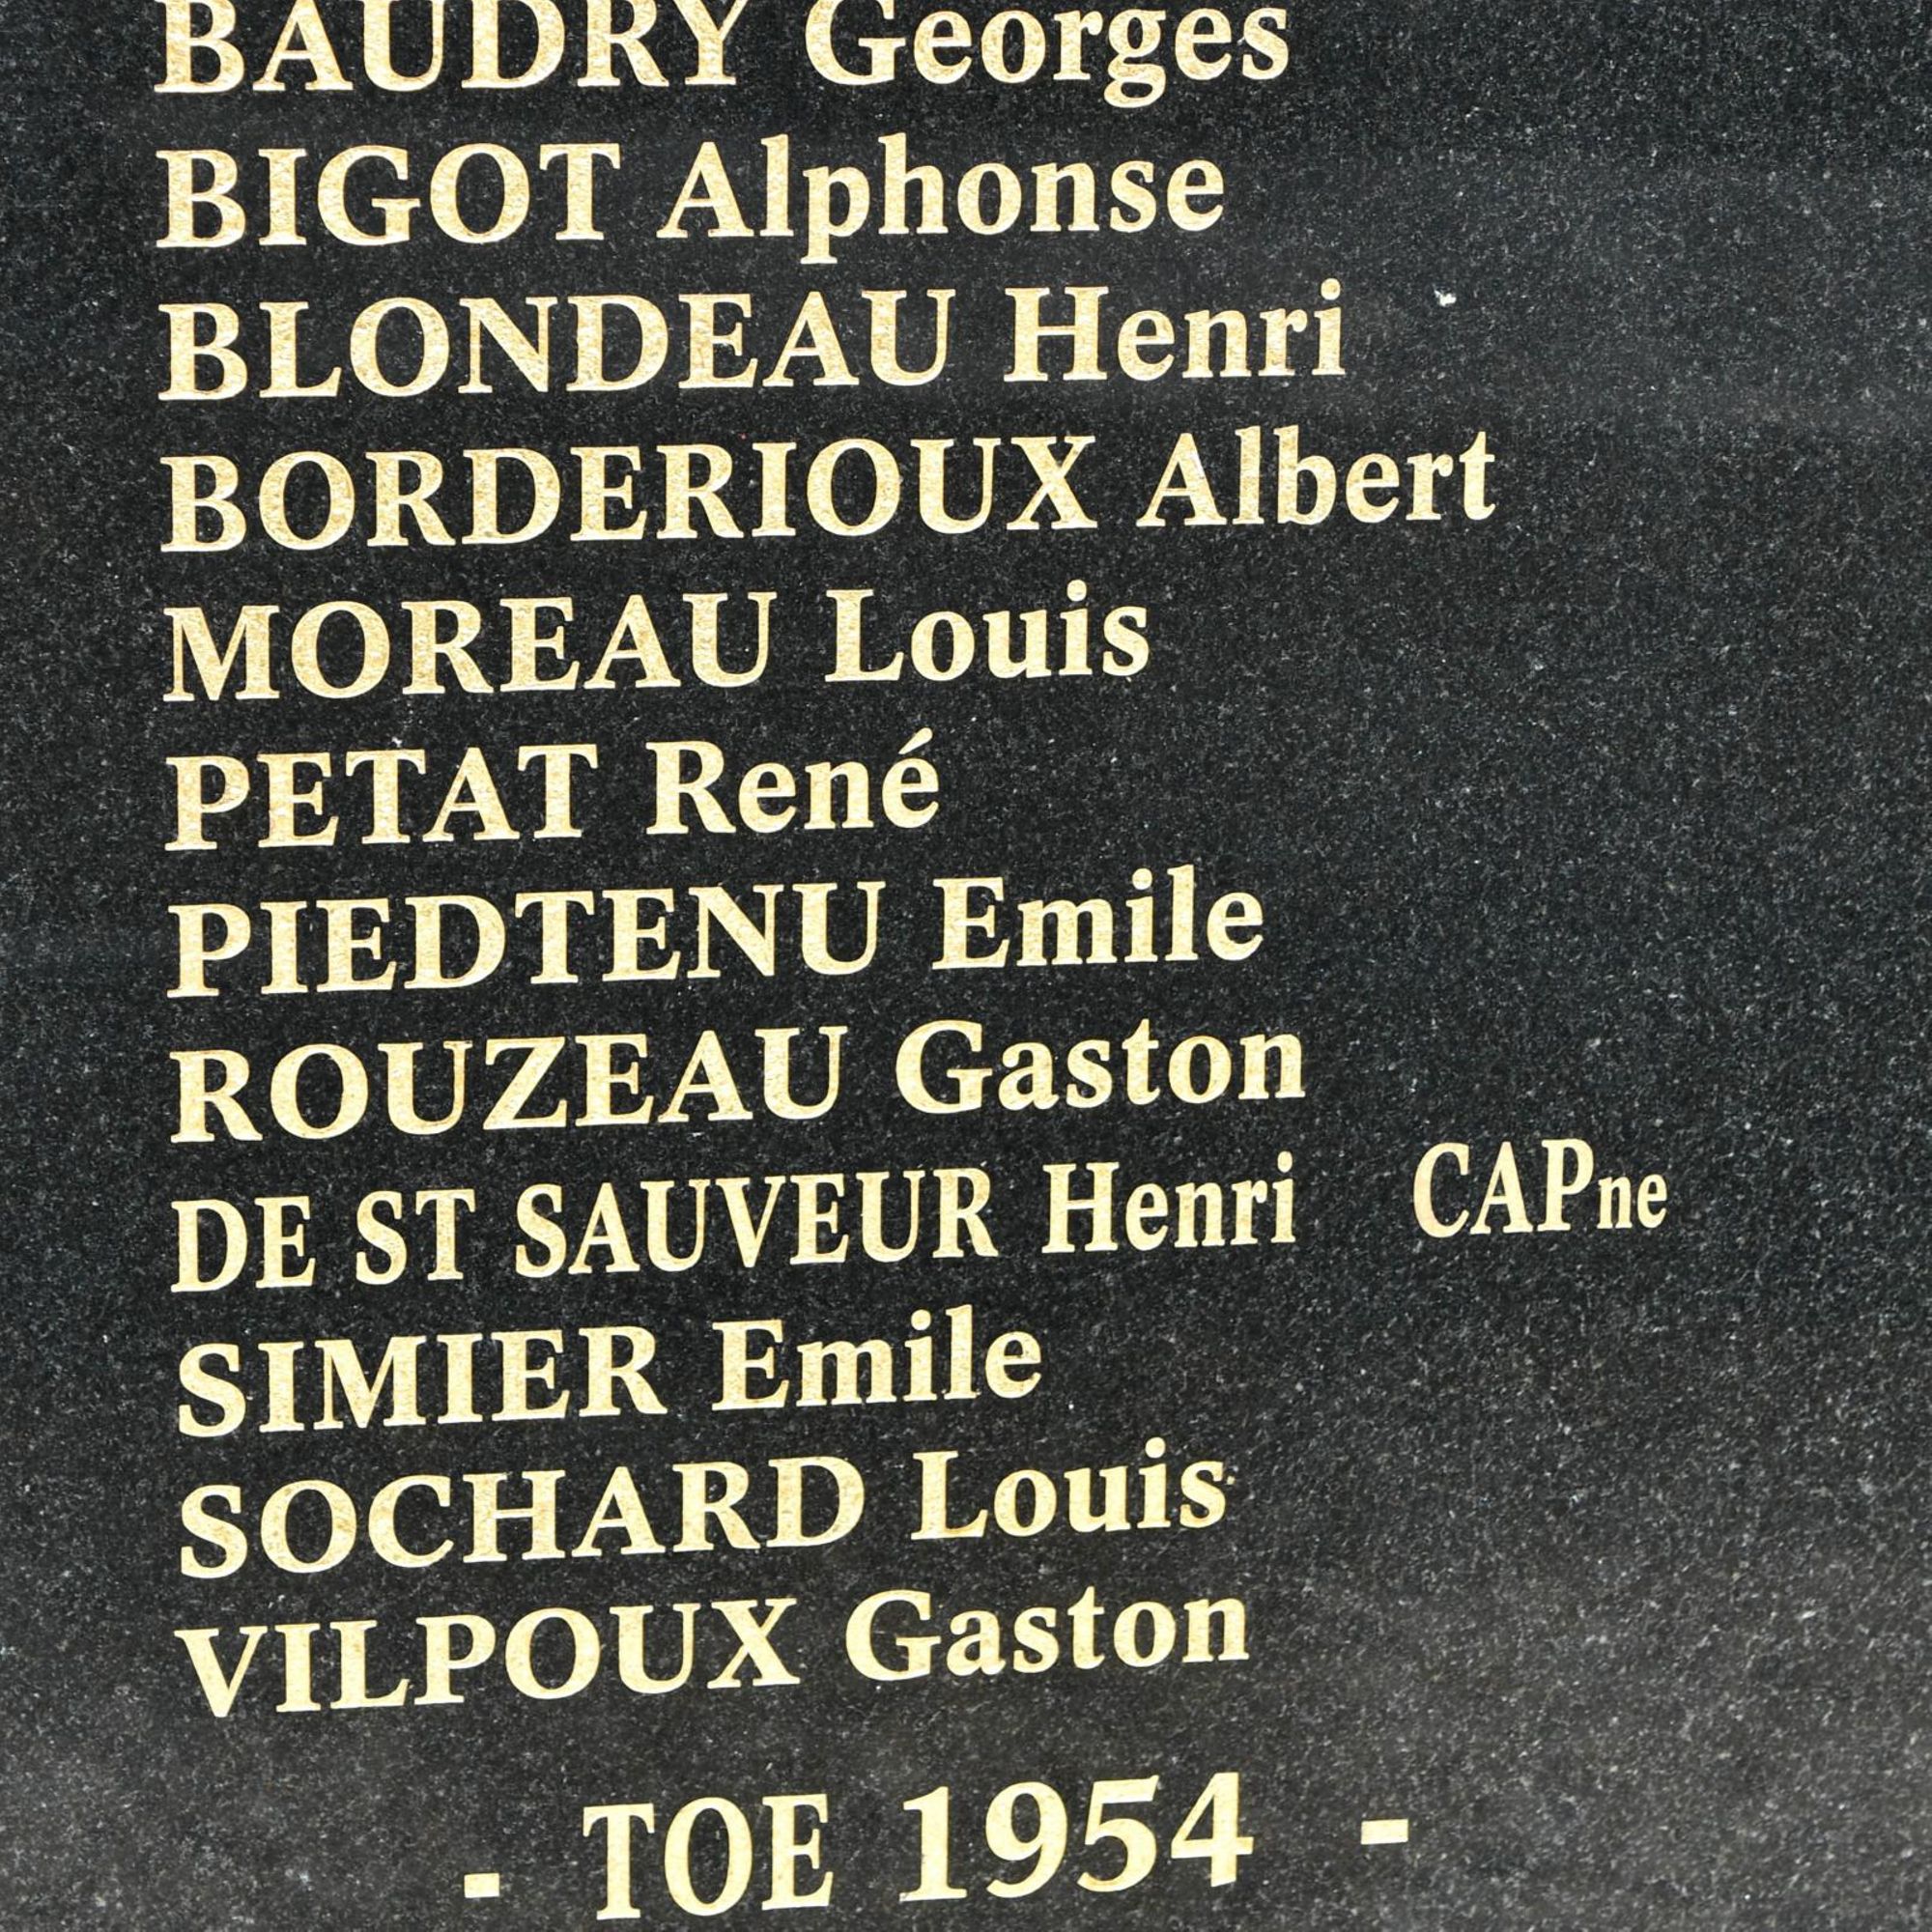 BAUDRY Georges
BIGOT Alphonse
BLONDEAU Henri
BORDERIOUX Albert
MOREAU Louis
PETAT René
PIEDTENU Emile
ROUZEAU Gaston
DE ST SAUVEUR Henri CAPne
SIMIER Emile
SOCHARD Louis
VILPOUX Gaston
- TOE 1954 -